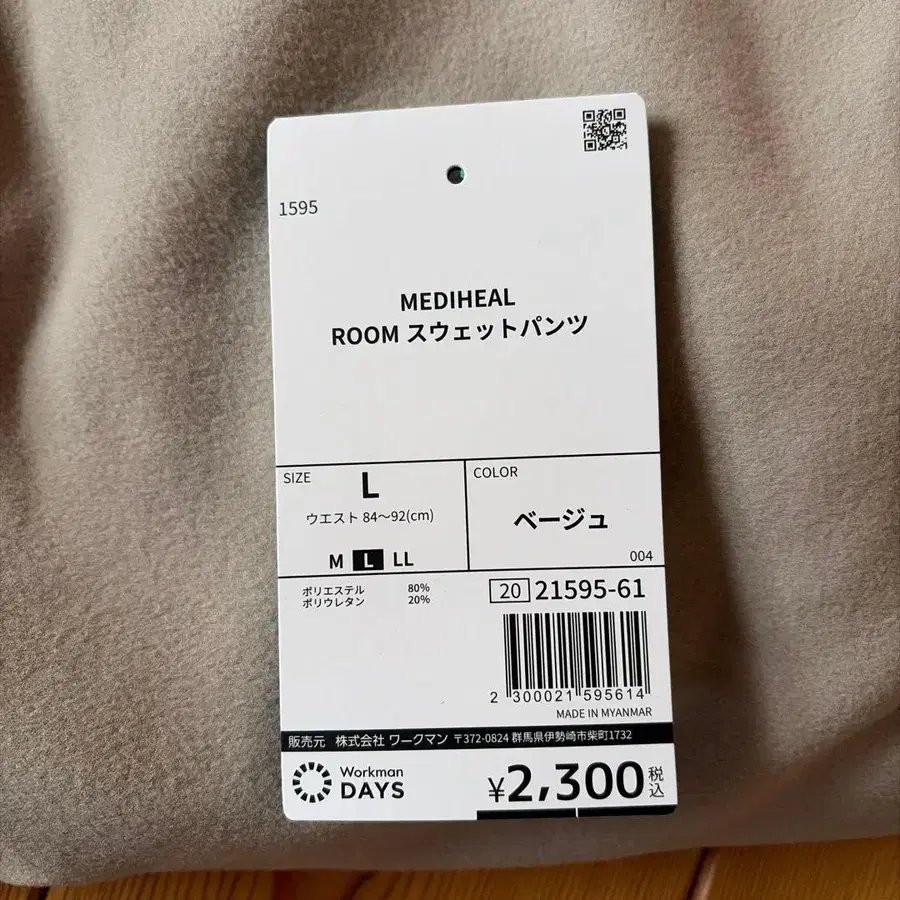 1595
MEDIHEAL
ROOM スウェットパンツ
SIZE
L
ウエスト 84〜92(cm)
M L LL
COLOR
ベージュ
004
ポリエステル 80%
ポリウレタン 20%
20 21595-61
2 300021 595614
MADE IN MYANMAR
販売元 株式会社 ワークマン 〒372-0824 群馬県伊勢崎市柴町1732
Workman
DAYS
¥2,300税込